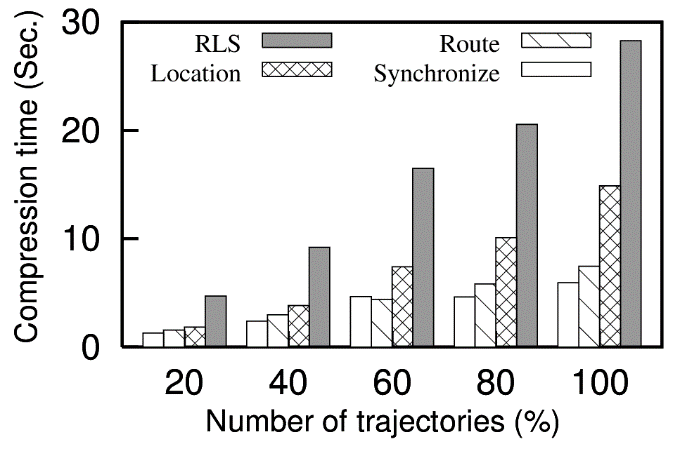 Compression time (Sec.)
30
20
10
0
RLS
Location
Route
Synchronize
20 40 60 80 100
Number of trajectories (%)